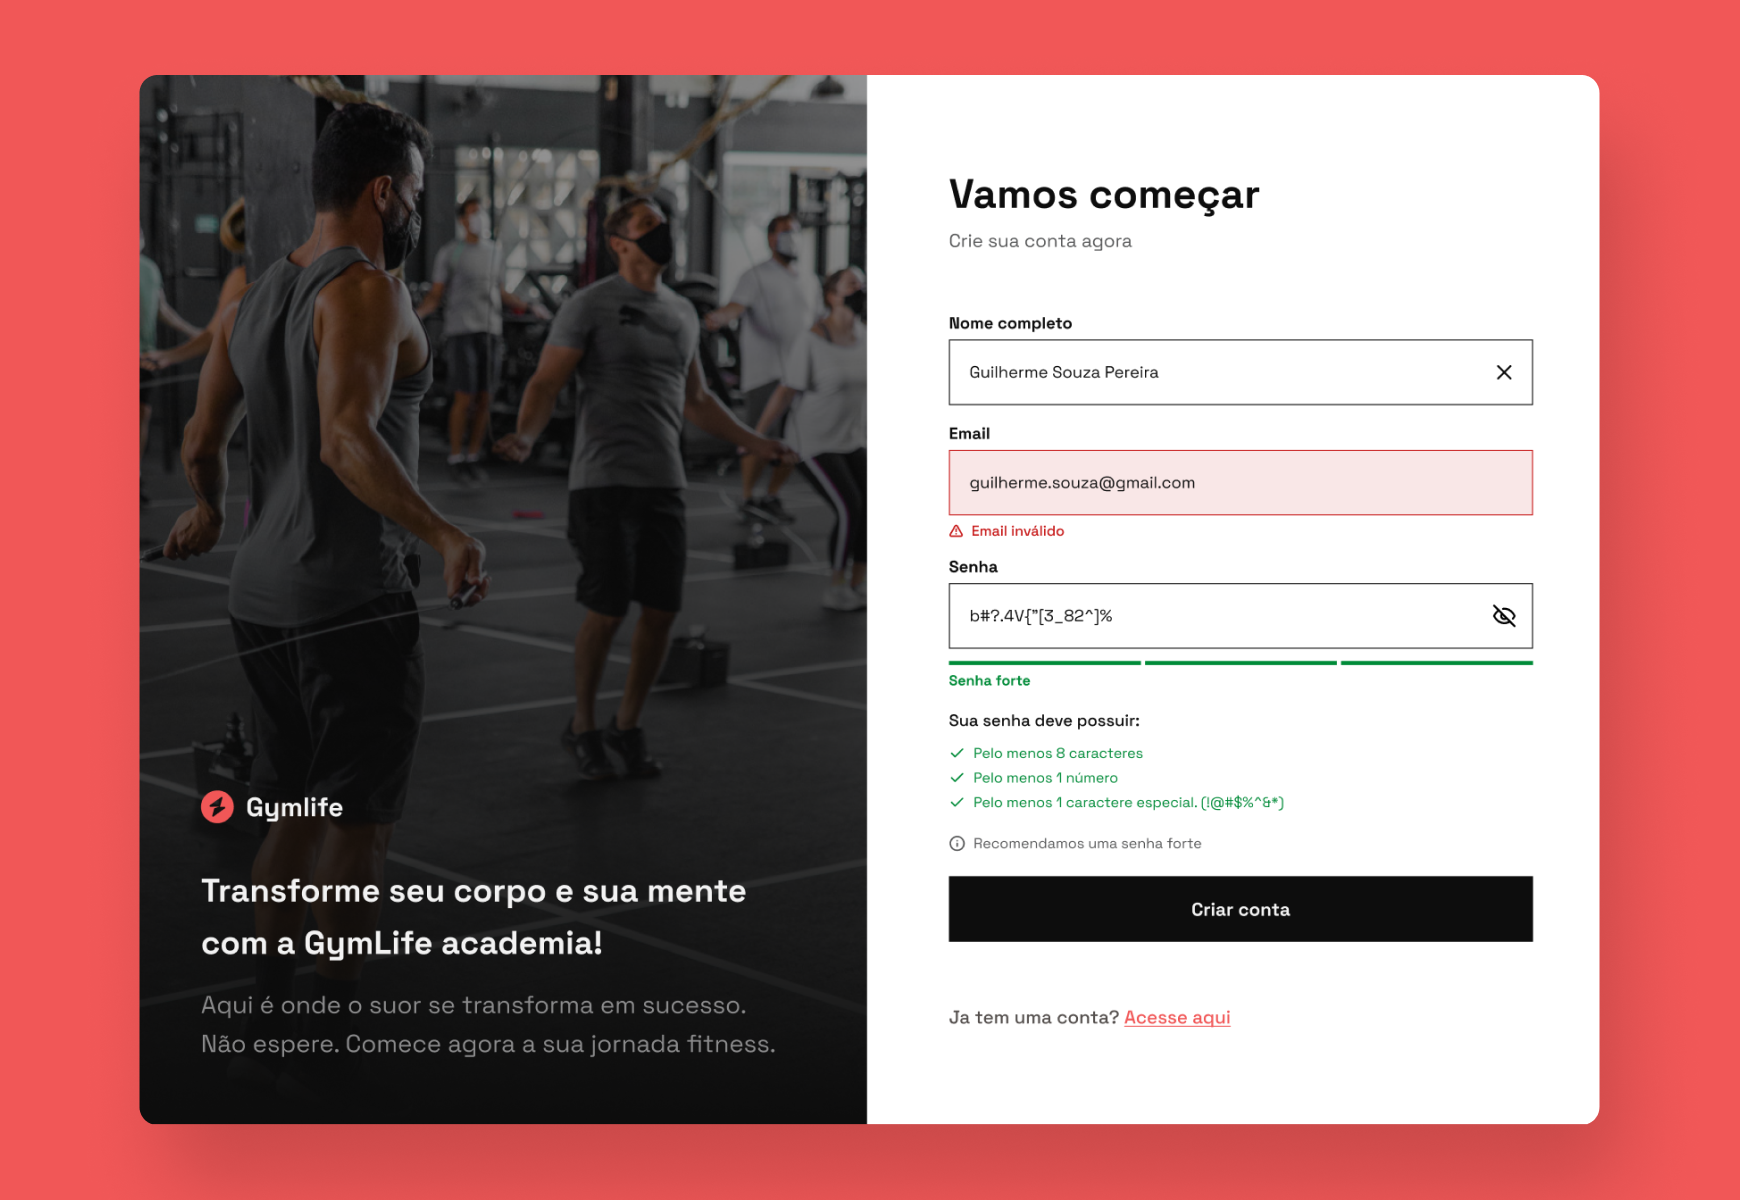 Gymlife
Transforme seu corpo e sua mente
com a GymLife academia!
Aqui é onde o suor se transforma em sucesso.
Não espere. Comece agora a sua jornada fitness.
Vamos começar
Crie sua conta agora
Nome completo
Guilherme Souza Pereira
Email
guilherme.souza@gmail.com
Email inválido
Senha
b#?.4V{"[3_82^]%
Senha forte
Sua senha deve possuir:
Pelo menos 8 caracteres
Pelo menos 1 número
Pelo menos 1 caractere especial. (!@#$%^&*)
Recomendamos uma senha forte
Criar conta
Ja tem uma conta? Acesse aqui